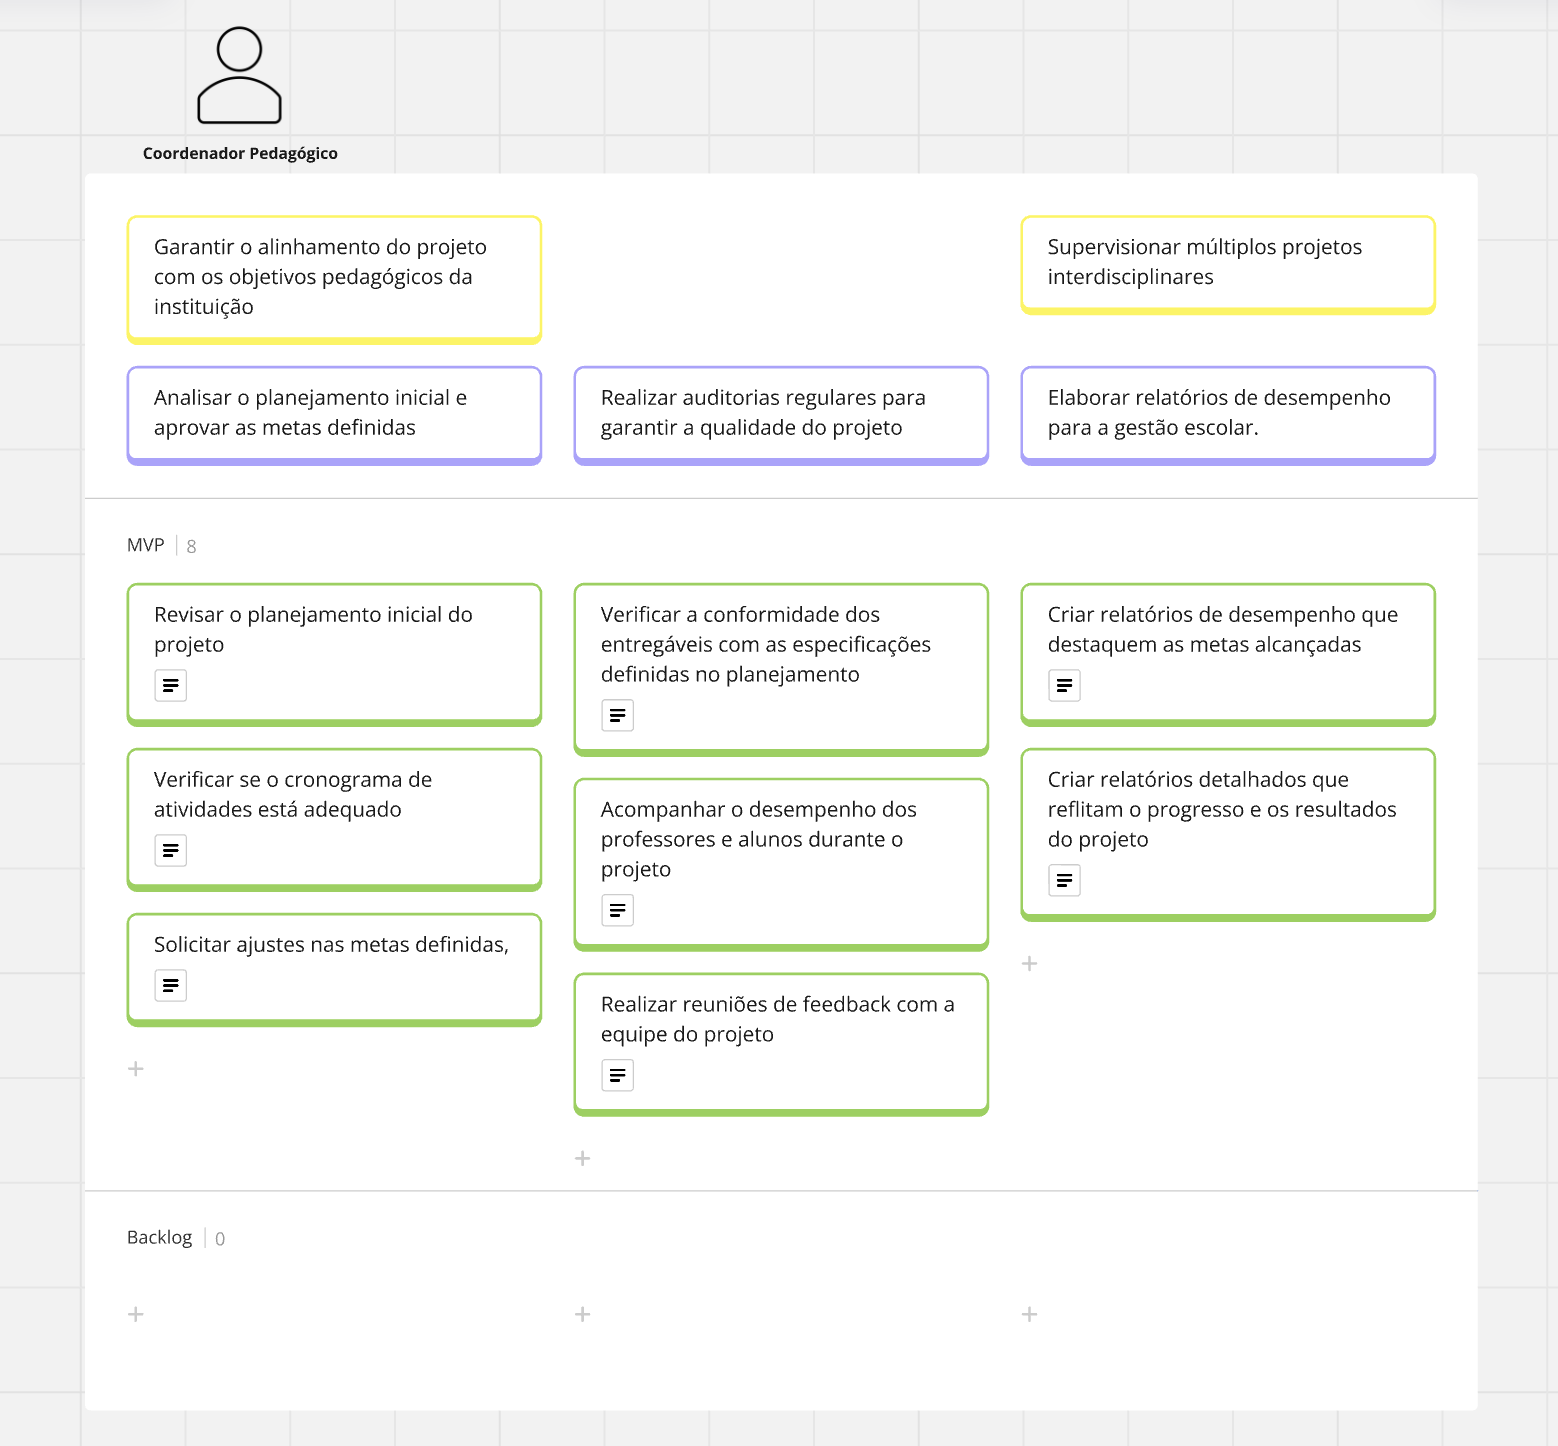 Coordenador Pedagógico
Garantir o alinhamento do projeto
com os objetivos pedagógicos da
instituição
Supervisionar múltiplos projetos
interdisciplinares
Analisar o planejamento inicial e
aprovar as metas definidas
Realizar auditorias regulares para
garantir a qualidade do projeto
Elaborar relatórios de desempenho
para a gestão escolar.
MVP 8
Revisar o planejamento inicial do
projeto
Verificar se o cronograma de
atividades está adequado
Solicitar ajustes nas metas definidas,
Verificar a conformidade dos
entregáveis com as especificações
definidas no planejamento
Acompanhar o desempenho dos
professores e alunos durante o
projeto
Realizar reuniões de feedback com a
equipe do projeto
Criar relatórios de desempenho que
destaquem as metas alcançadas
Criar relatórios detalhados que
reflitam o progresso e os resultados
do projeto
Backlog 0